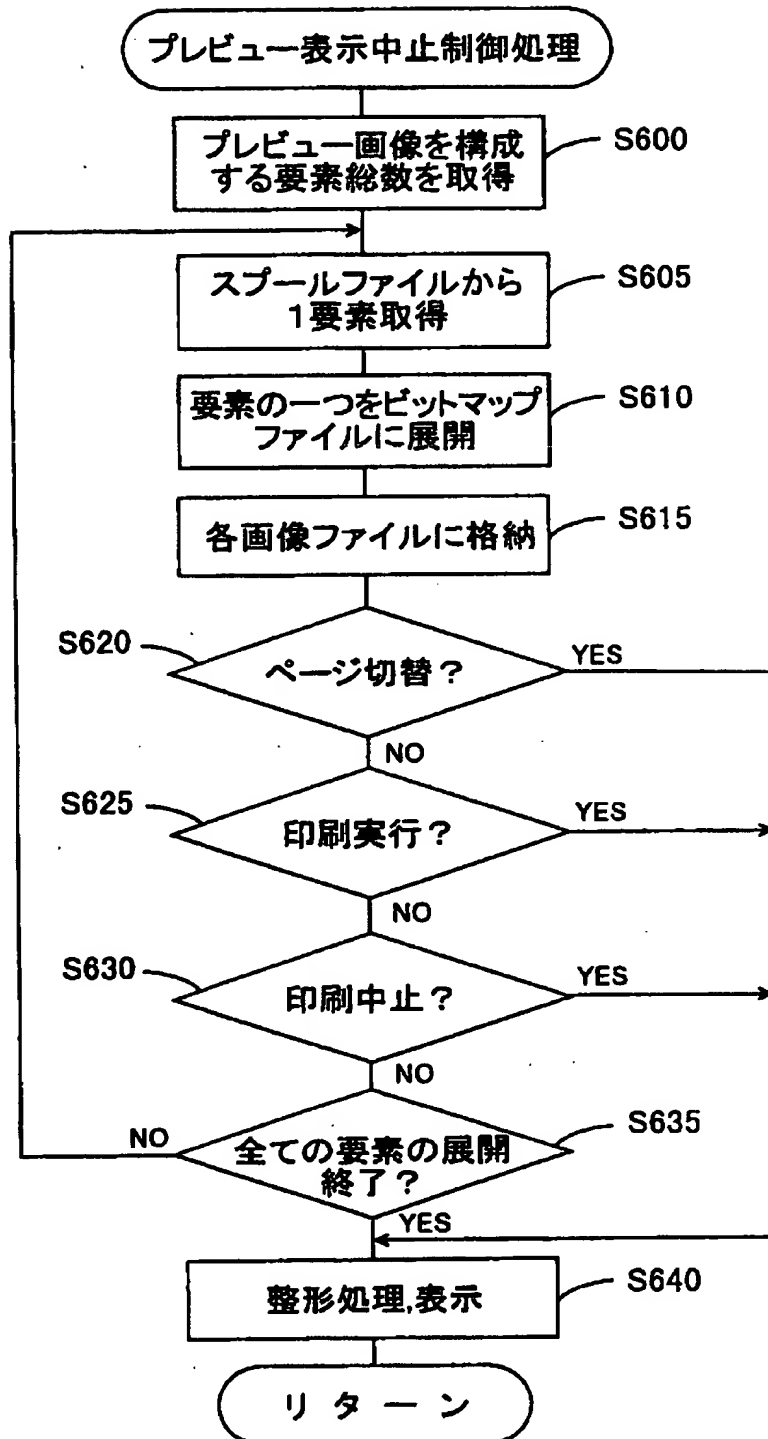 プレビュー表示中止制御処理
プレビュー画像を構成
する要素総数を取得
S600
スプールファイルから
1要素取得
S605
要素の一つをビットマップ
ファイルに展開
S610
各画像ファイルに格納
S615
S620
ページ切替？
YES
NO
S625
印刷実行？
YES
NO
S630
印刷中止？
YES
NO
S635
NO
全ての要素の展開
終了？
YES
整形処理,表示
S640
リターン